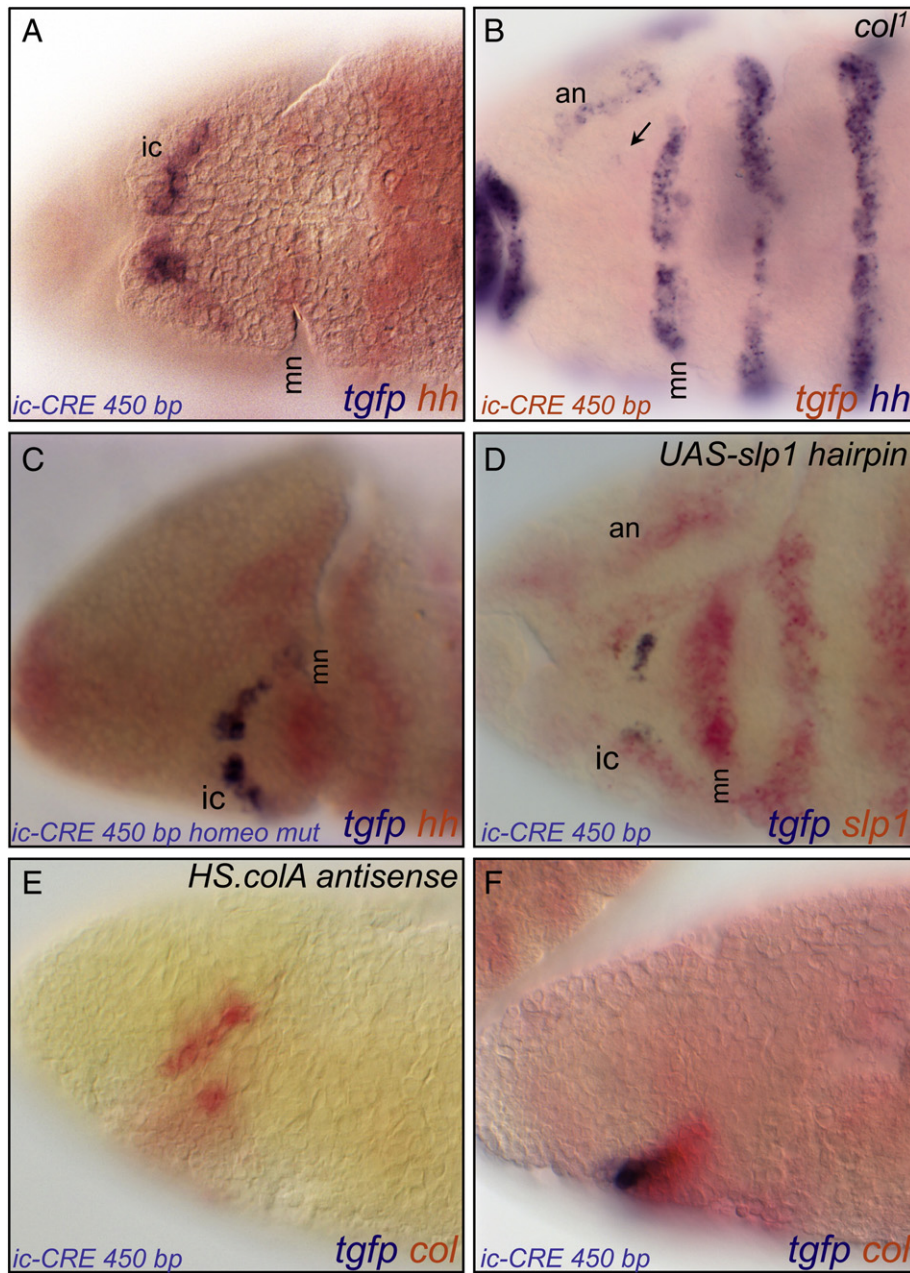 A
ic
mn
ic-CRE 450 bp
tgfp hh
B
col¹
an
mn
ic-CRE 450 bp
tgfp hh
C
mn
ic
ic-CRE 450 bp homeo mut
tgfp hh
D
UAS-slp1 hairpin
an
ic
mn
ic-CRE 450 bp
tgfp slp1
E
HS.colA antisense
ic-CRE 450 bp
tgfp col
F
ic-CRE 450 bp
tgfp col